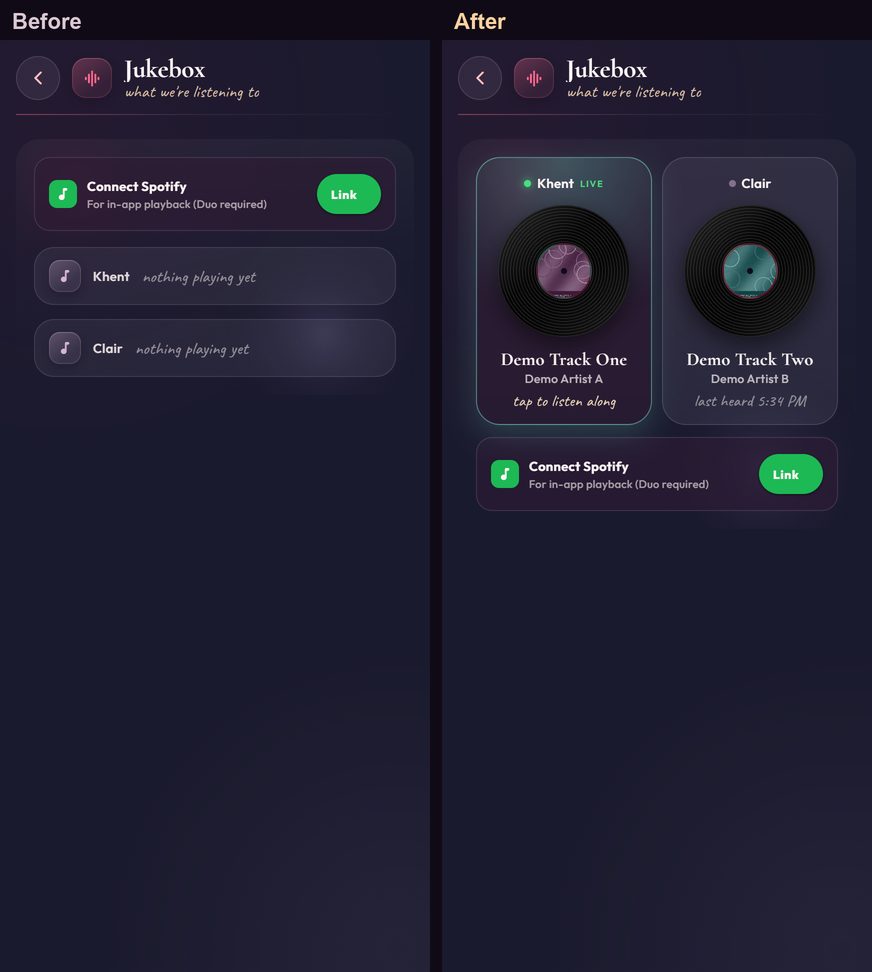 Before
Jukebox
what we're listening to
Connect Spotify
For in-app playback (Duo required)
Link
Khent nothing playing yet
Clair nothing playing yet
After
Jukebox
what we're listening to
Khent LIVE
Demo Track One
Demo Artist A
tap to listen along
Clair
Demo Track Two
Demo Artist B
last heard 5:34 PM
Connect Spotify
For in-app playback (Duo required)
Link